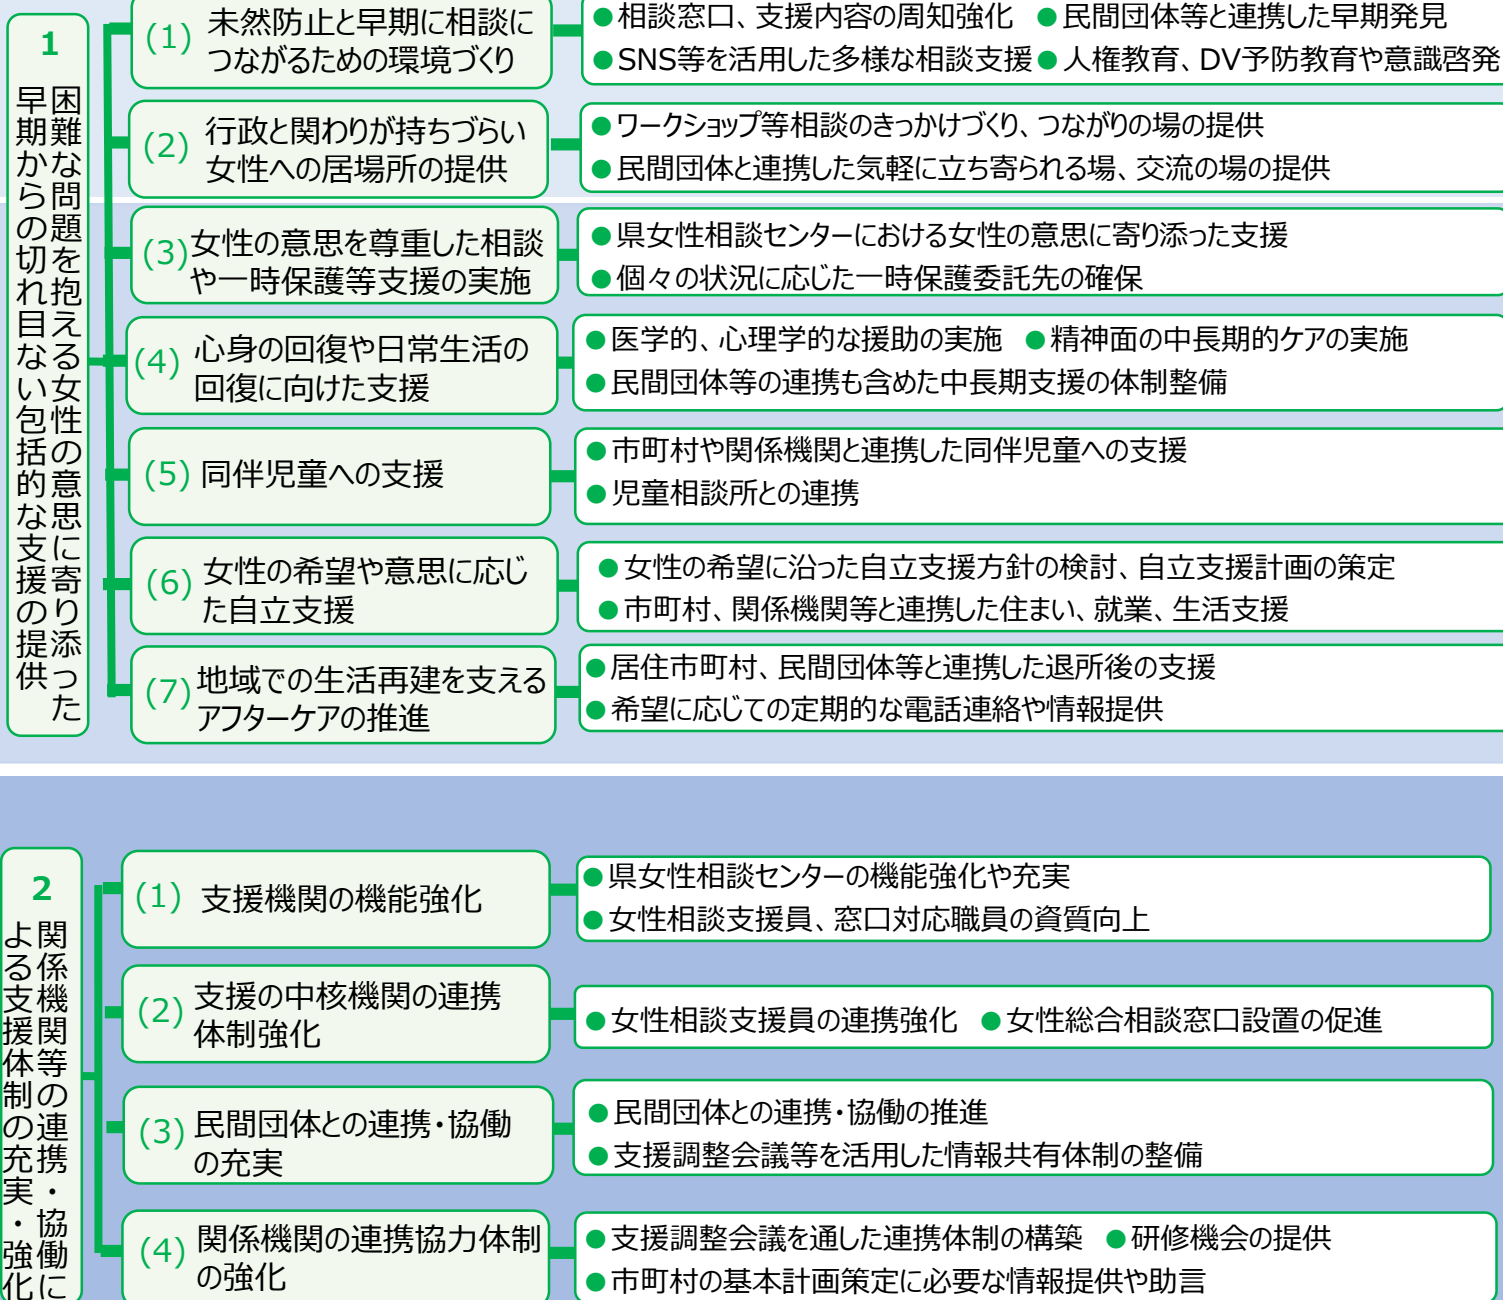 1
困難な問題を抱える女性の意思に寄り添った
早期からの切れ目ない包括的な支援の提供
(1) 未然防止と早期に相談に
つながるための環境づくり
●相談窓口、支援内容の周知強化 ●民間団体等と連携した早期発見
●SNS等を活用した多様な相談支援●人権教育、DV予防教育や意識啓発
(2) 行政と関わりが持ちづらい
女性への居場所の提供
●ワークショップ等相談のきっかけづくり、つながりの場の提供
●民間団体と連携した気軽に立ち寄られる場、交流の場の提供
(3) 女性の意思を尊重した相談
や一時保護等支援の実施
●県女性相談センターにおける女性の意思に寄り添った支援
●個々の状況に応じた一時保護委託先の確保
(4) 心身の回復や日常生活の
回復に向けた支援
●医学的、心理学的な援助の実施 ●精神面の中長期的ケアの実施
●民間団体等の連携も含めた中長期支援の体制整備
(5) 同伴児童への支援
●市町村や関係機関と連携した同伴児童への支援
●児童相談所との連携
(6) 女性の希望や意思に応じ
た自立支援
●女性の希望に沿った自立支援方針の検討、自立支援計画の策定
●市町村、関係機関等と連携した住まい、就業、生活支援
(7) 地域での生活再建を支える
アフターケアの推進
●居住市町村、民間団体等と連携した退所後の支援
●希望に応じての定期的な電話連絡や情報提供
2
関係機関等の連携・協働に
よる支援体制の充実・強化
(1) 支援機関の機能強化
●県女性相談センターの機能強化や充実
●女性相談支援員、窓口対応職員の資質向上
(2) 支援の中核機関の連携
体制強化
●女性相談支援員の連携強化 ●女性総合相談窓口設置の促進
(3) 民間団体との連携・協働
の充実
●民間団体との連携・協働の推進
●支援調整会議等を活用した情報共有体制の整備
(4) 関係機関の連携協力体制
の強化
●支援調整会議を通した連携体制の構築 ●研修機会の提供
●市町村の基本計画策定に必要な情報提供や助言